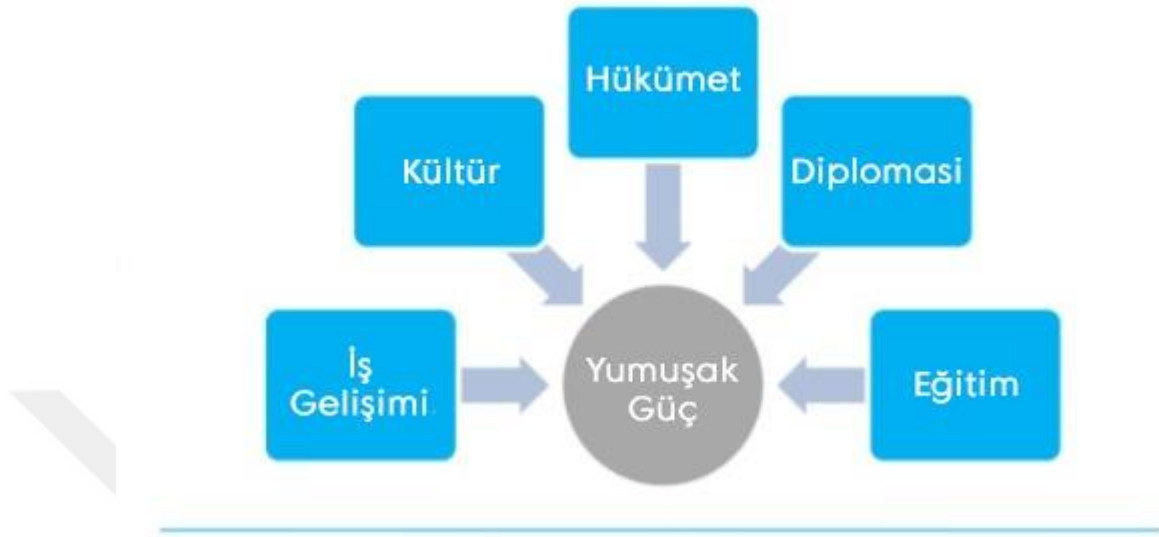 Hükümet
Kültür
Diplomasi
İş
Gelişimi
Yumuşak
Güç
Eğitim